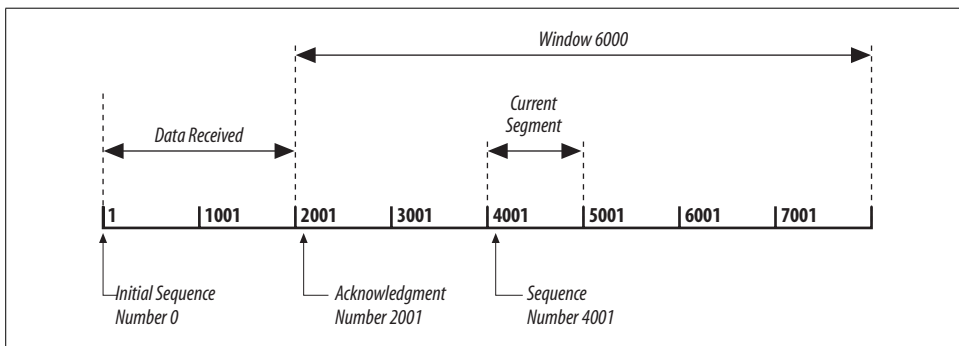 Window 6000
Current
Segment
Data Received
1 1001 2001 3001 4001 5001 6001 7001
Initial Sequence
Number 0
Acknowledgment
Number 2001
Sequence
Number 4001